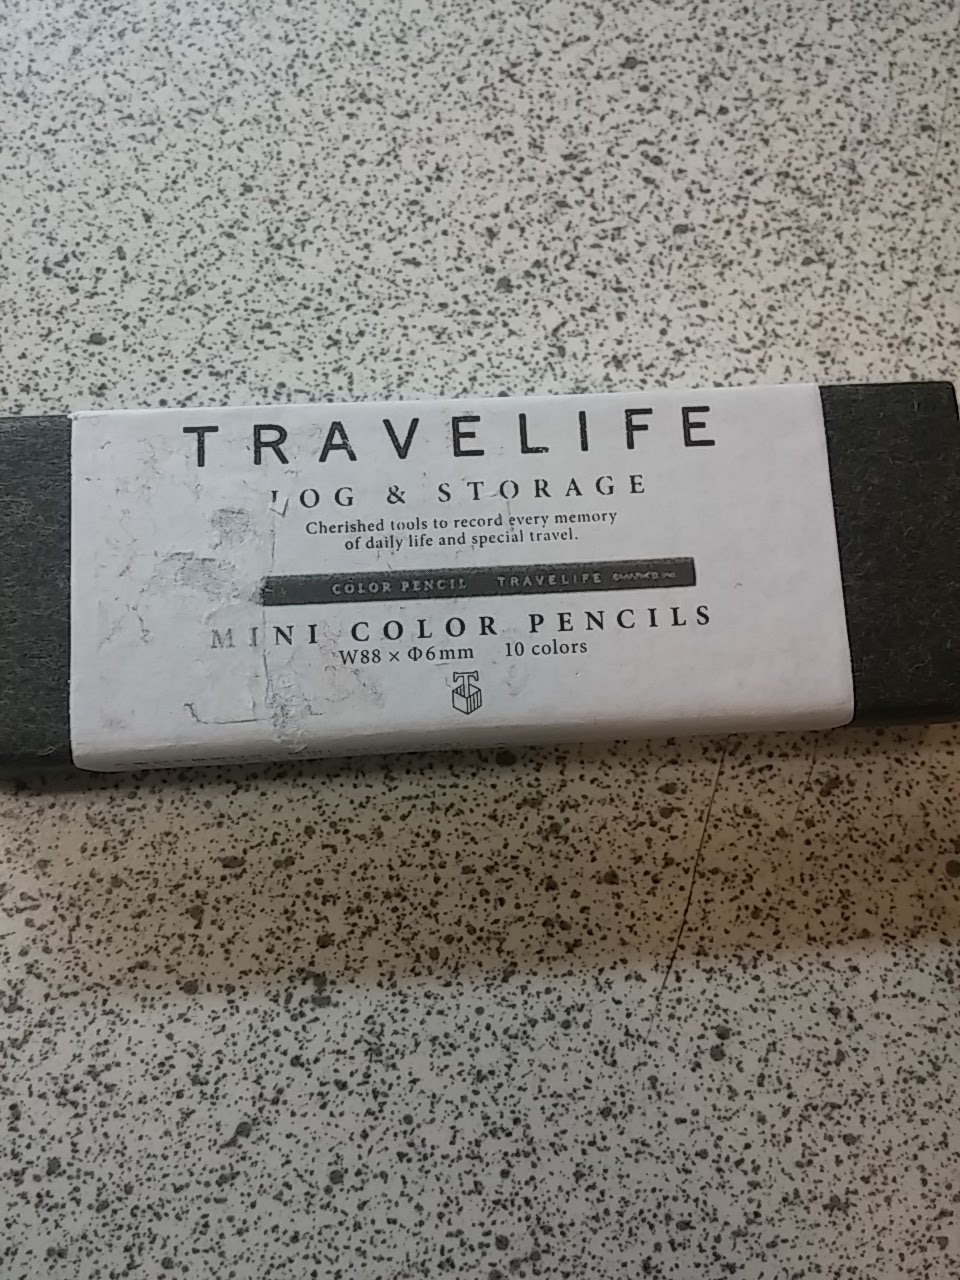 TRAVELIFE
LOG & STORAGE
Cherished tools to record every memory
of daily life and special travel.
COLOR PENCIL TRAVELIFE
MINI COLOR PENCILS
W88 × Φ6mm 10 colors